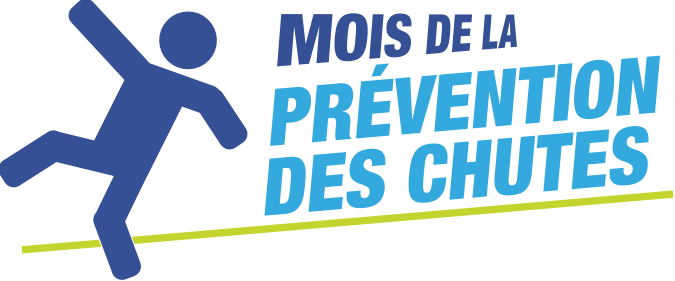 MOIS DE LA
PRÉVENTION
DES CHUTES